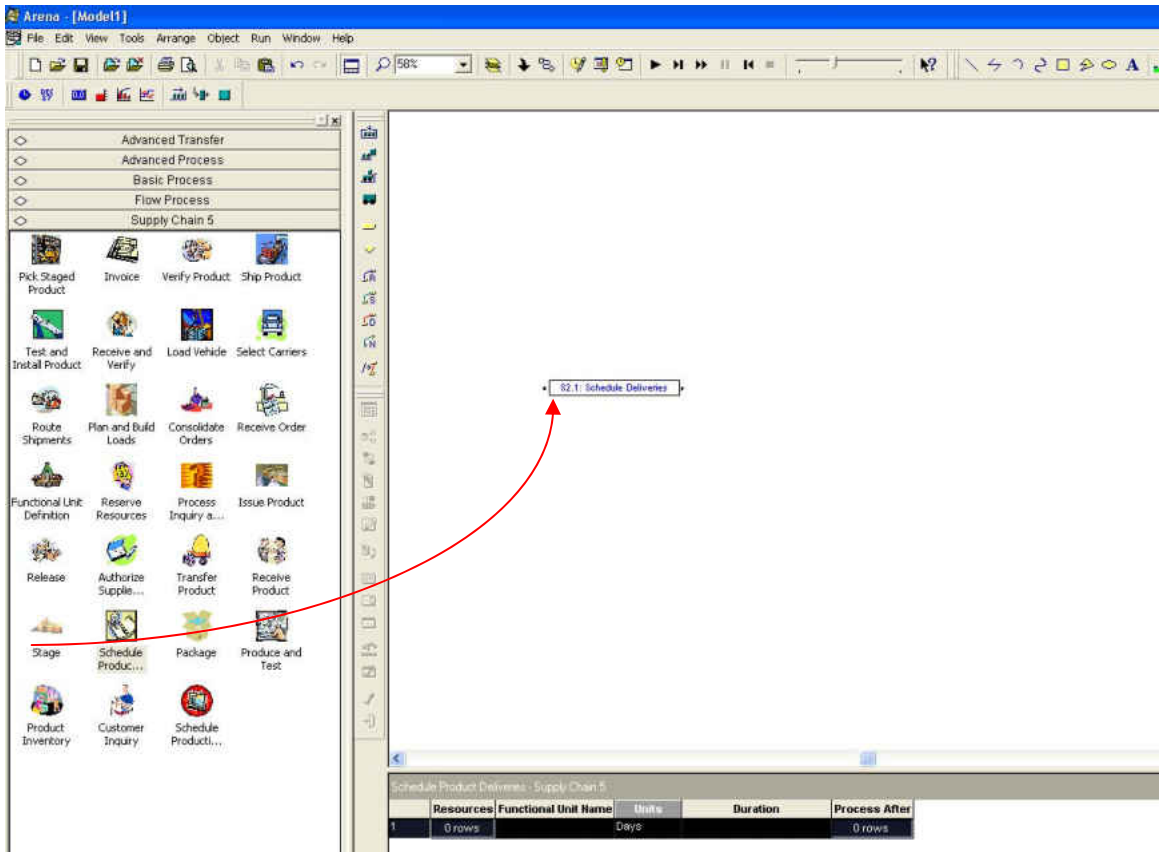 Arena - [Model1]
File Edit View Tools Arrange Object Run Window Help
58%
Advanced Transfer
Advanced Process
Basic Process
Flow Process
Supply Chain 5
Pick Staged Product
Invoice
Verify Product
Ship Product
Test and Install Product
Receive and Verify
Load Vehicle
Select Carriers
Route Shipments
Plan and Build Loads
Consolidate Orders
Receive Order
Functional Unit Definition
Reserve Resources
Process Inquiry a...
Issue Product
Release
Authorize Supplie...
Transfer Product
Receive Product
Stage
Schedule Produc...
Package
Produce and Test
Product Inventory
Customer Inquiry
Schedule Producti...
S2.1: Schedule Deliveries
Schedule Product Deliveries - Supply Chain 5
Resources Functional Unit Name Units Duration Process After
1 0 rows Days 0 rows